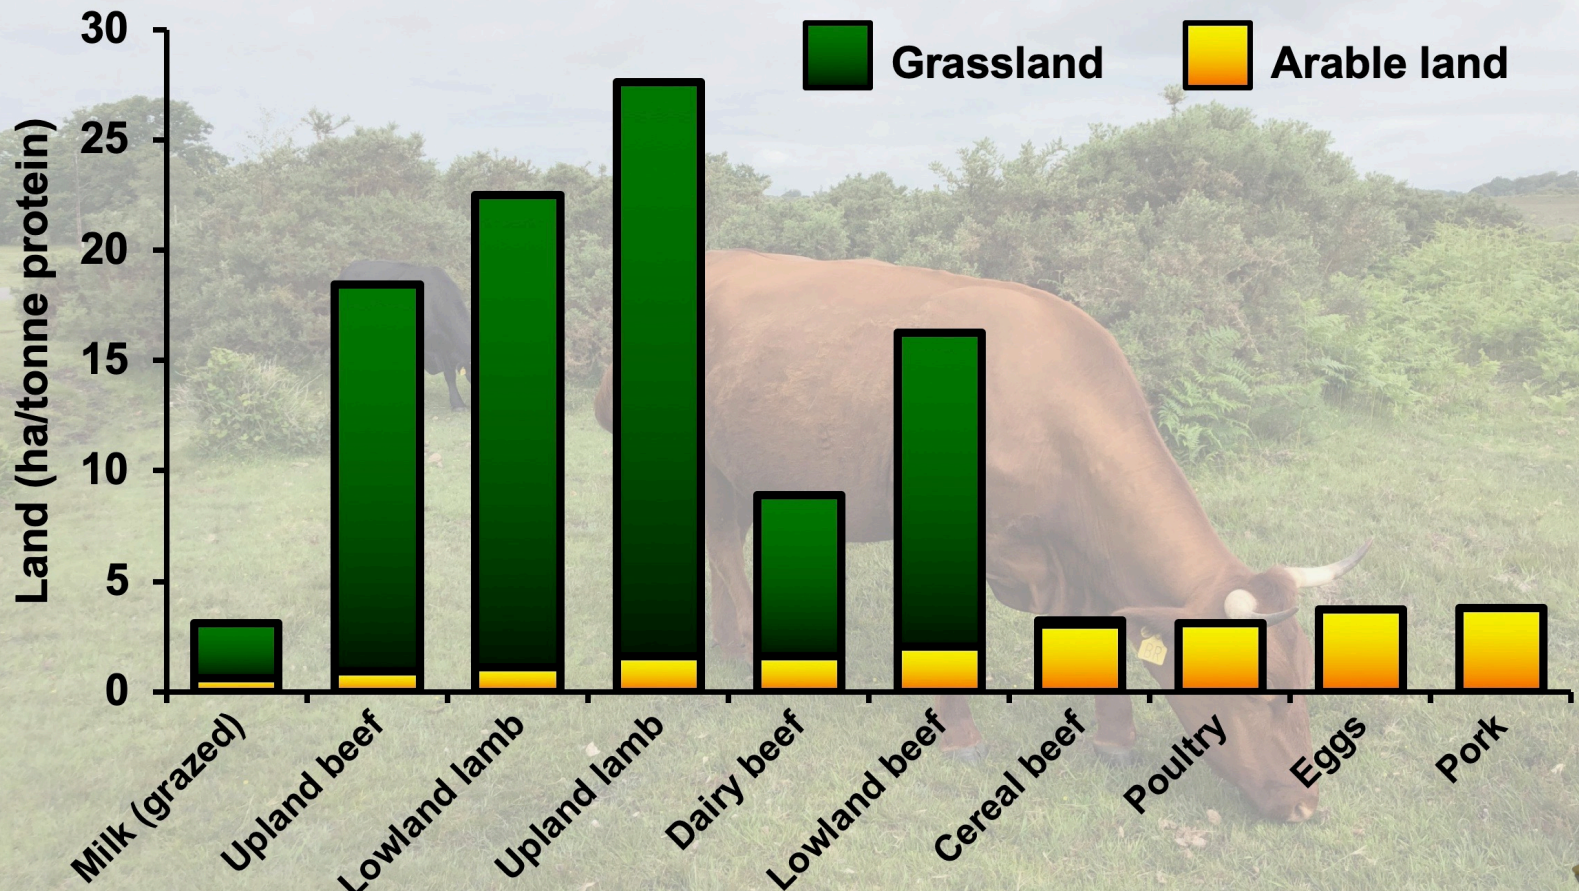 Land (ha/tonne protein)
30
25
20
15
10
5
0
Grassland
Arable land
Milk (grazed)
Upland beef
Lowland lamb
Upland lamb
Dairy beef
Lowland beef
Cereal beef
Poultry
Eggs
Pork